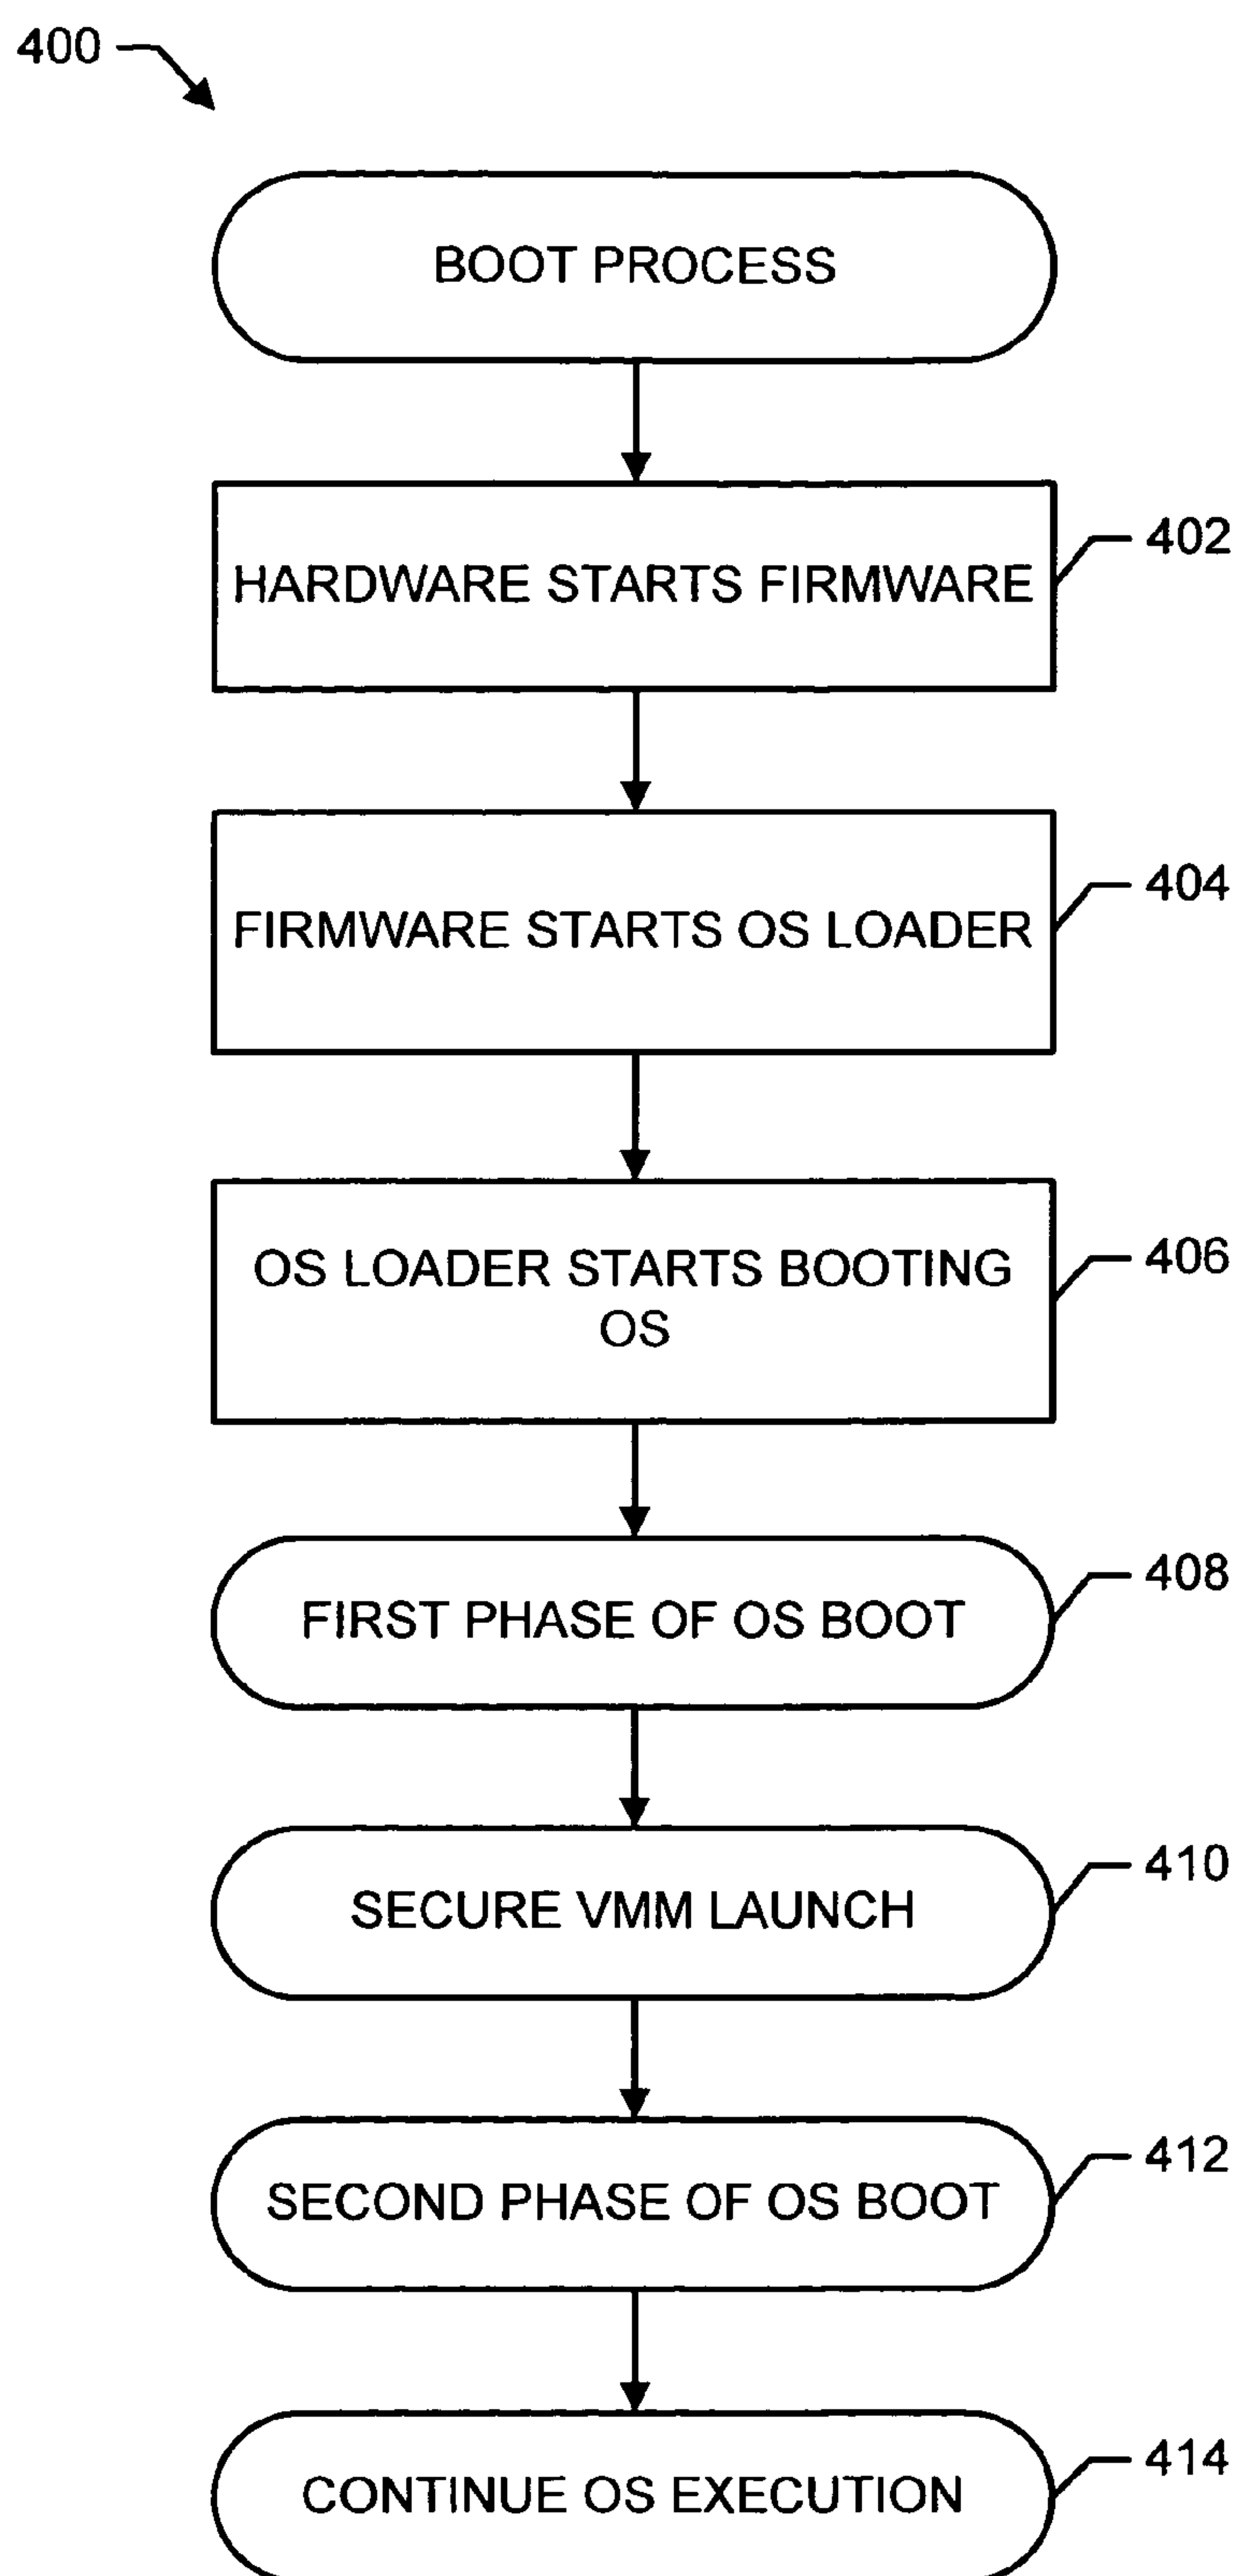 400
BOOT PROCESS
HARDWARE STARTS FIRMWARE
402
FIRMWARE STARTS OS LOADER
404
OS LOADER STARTS BOOTING
OS
406
FIRST PHASE OF OS BOOT
408
SECURE VMM LAUNCH
410
SECOND PHASE OF OS BOOT
412
CONTINUE OS EXECUTION
414